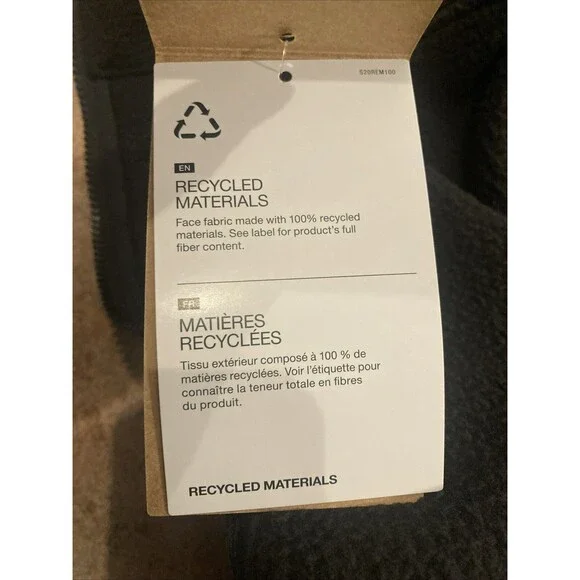 S20REM100
EN
RECYCLED
MATERIALS
Face fabric made with 100% recycled
materials. See label for product's full
fiber content.
FR
MATIÈRES
RECYCLÉES
Tissu extérieur composé à 100 % de
matières recyclées. Voir l'étiquette pour
connaître la teneur totale en fibres
du produit.
RECYCLED MATERIALS